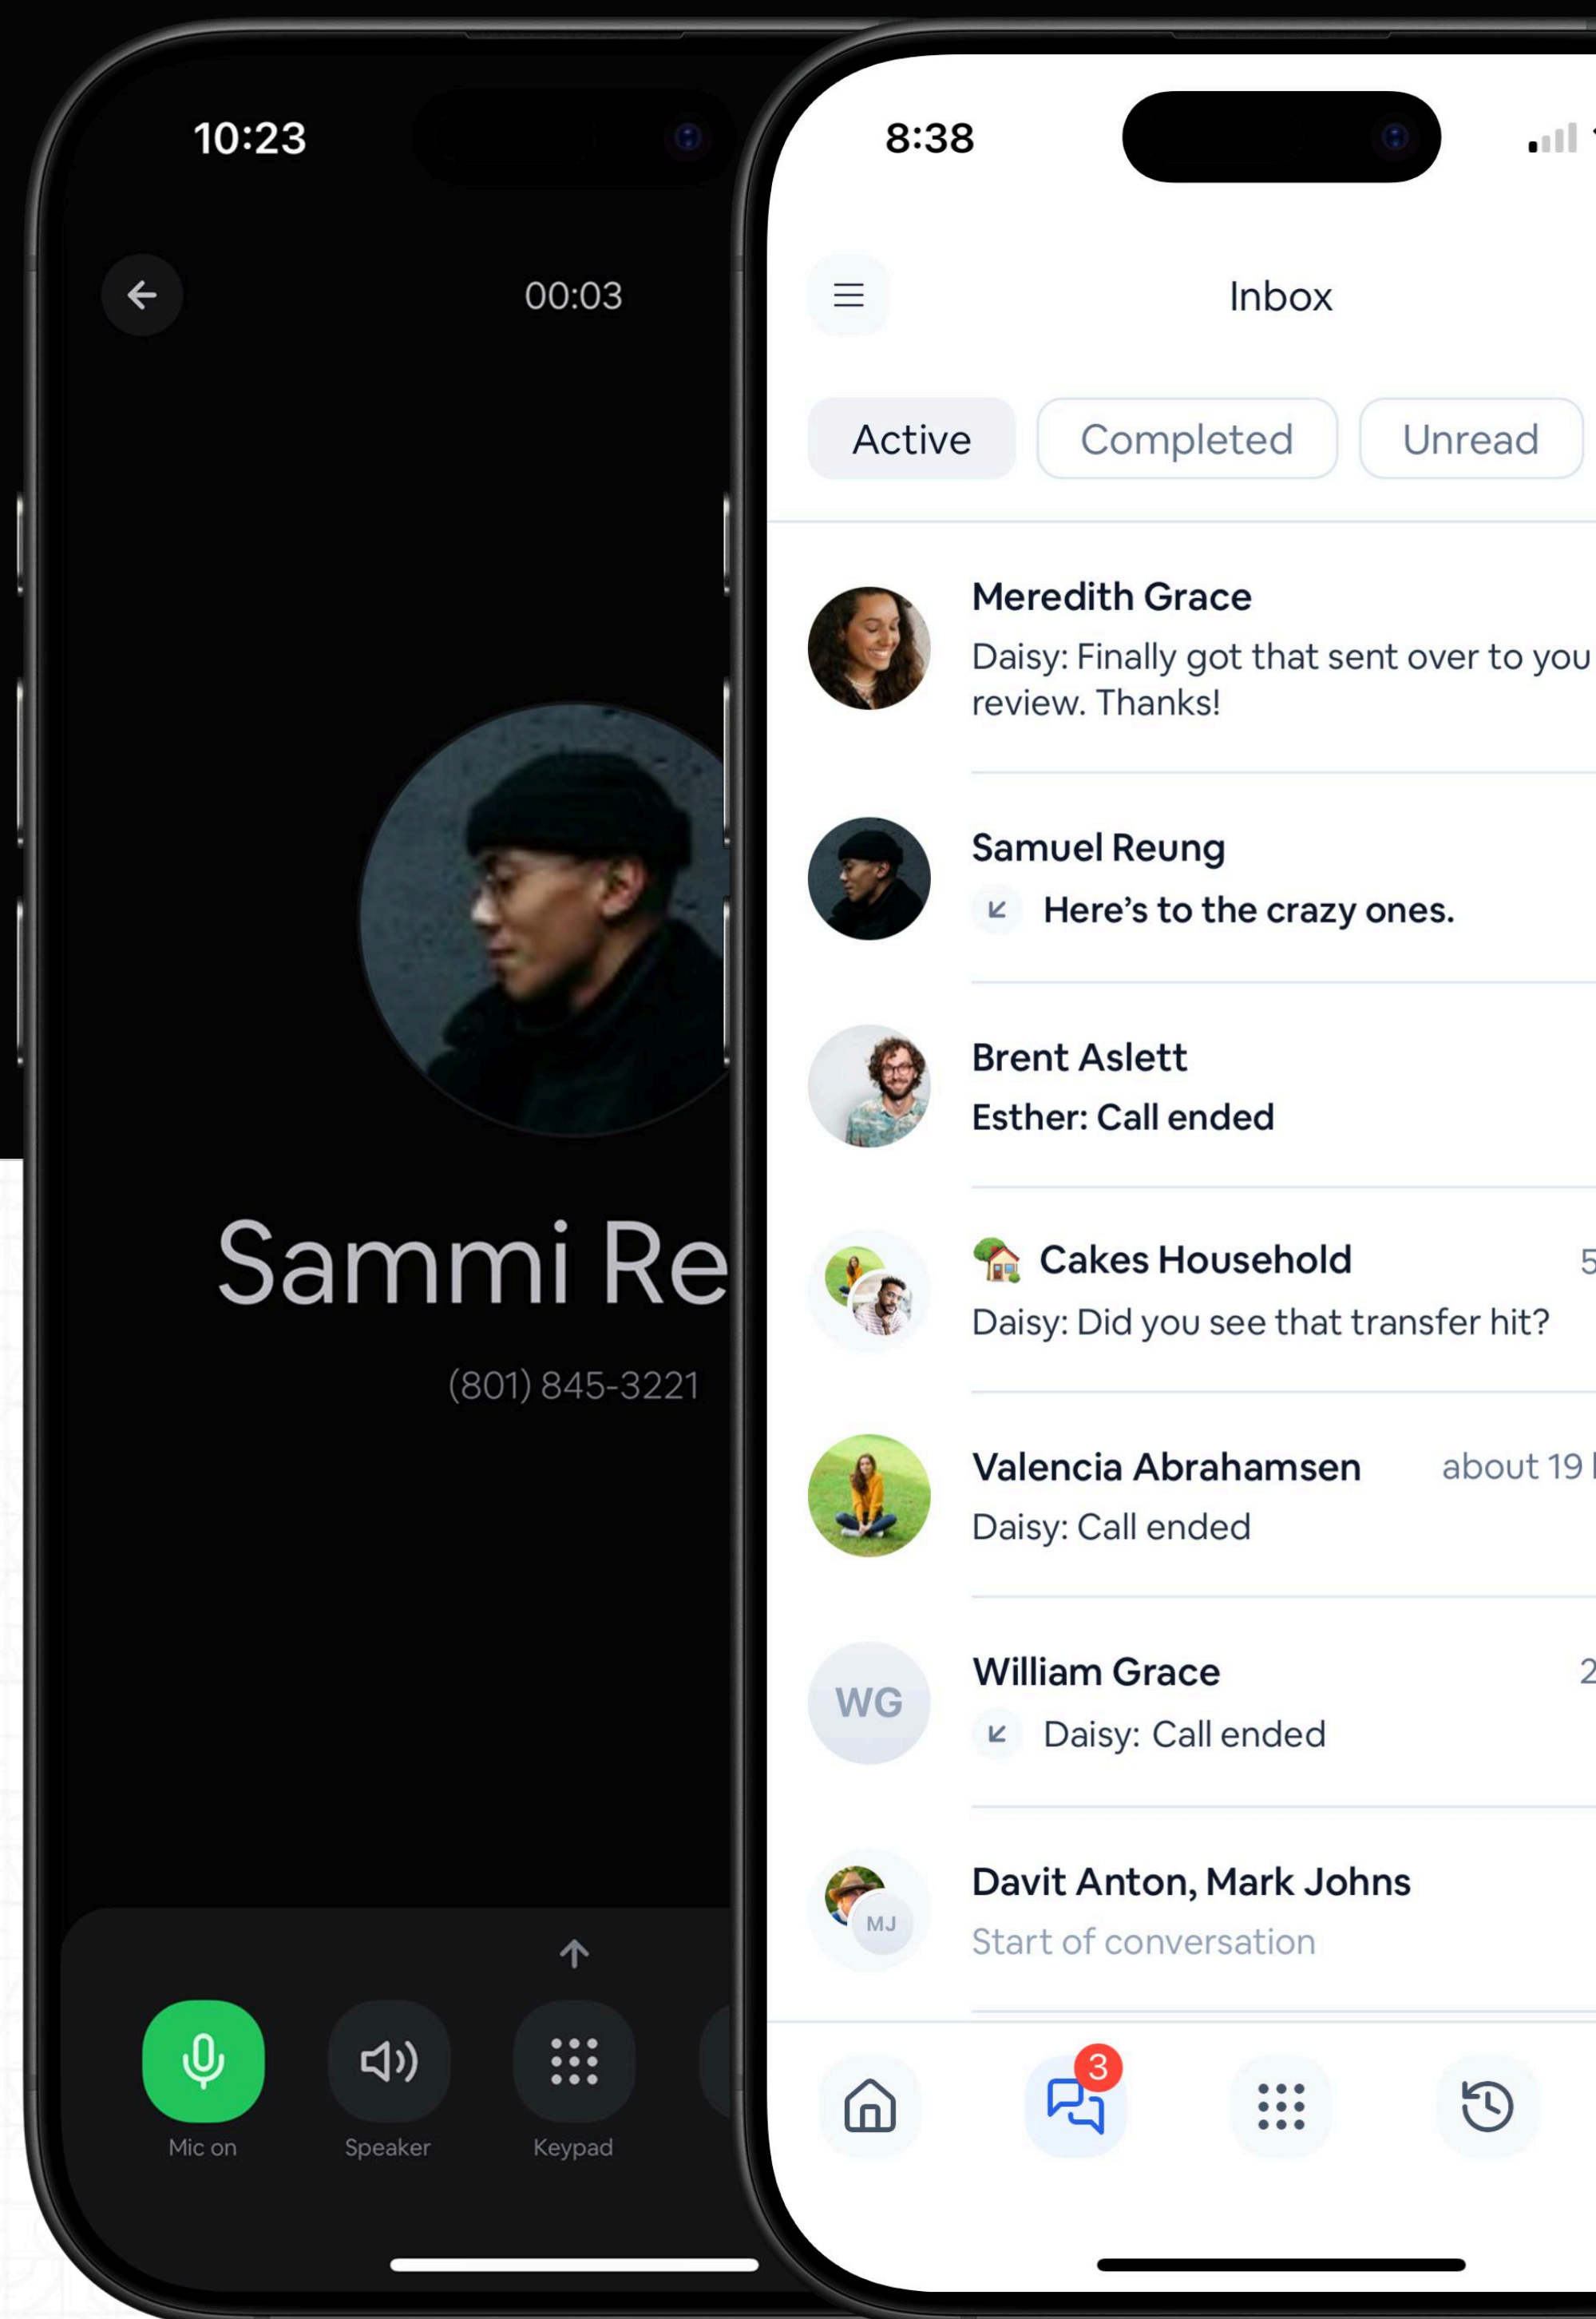 10:23
00:03
Sammi Re
(801) 845-3221
Mic on
Speaker
Keypad
8:38
Inbox
Active
Completed
Unread
Meredith Grace
Daisy: Finally got that sent over to you
review. Thanks!
Samuel Reung
Here’s to the crazy ones.
Brent Aslett
Esther: Call ended
Cakes Household
5
Daisy: Did you see that transfer hit?
Valencia Abrahamsen
about 19
Daisy: Call ended
WG
William Grace
2
Daisy: Call ended
MJ
Davit Anton, Mark Johns
Start of conversation
3